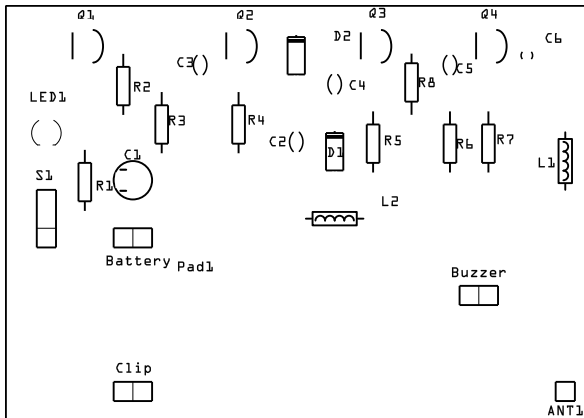 Q1 Q2 Q3 Q4
D2 C6
C3 C5
R2 R8 C4
LED1
R3 R4
C2 D1 R5 R6 R7
C1
L1
S1 R1
L2
Battery Pad1
Buzzer
Clip
ANT1